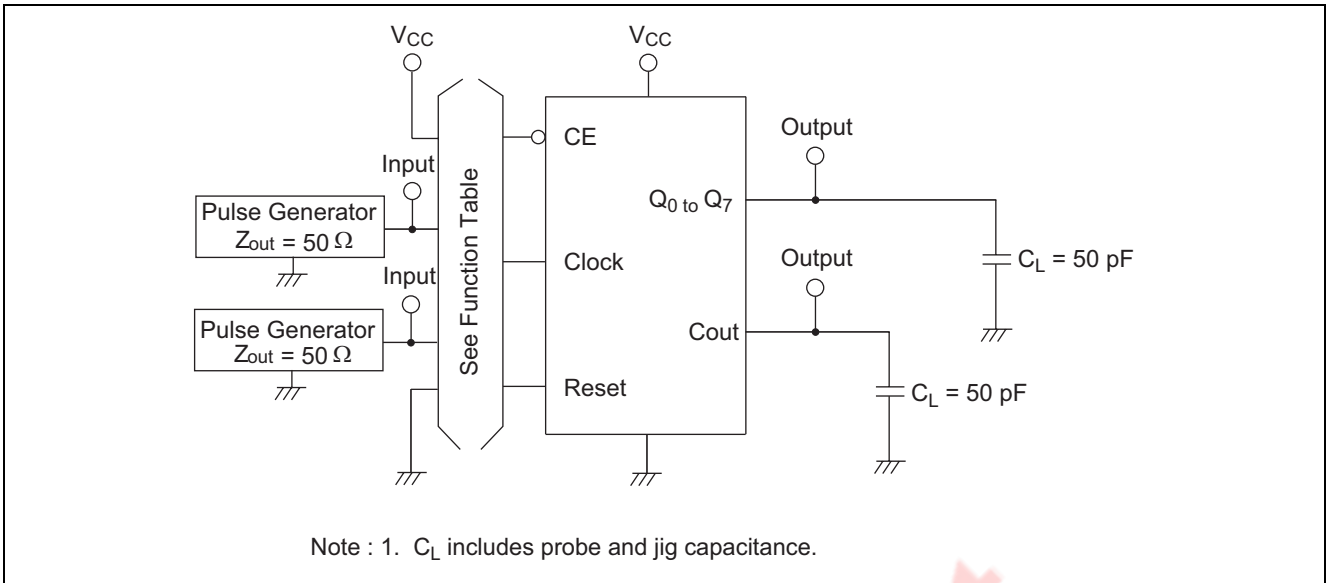 VCC
VCC
Input
Pulse Generator
Zout = 50 Ω
Input
Pulse Generator
Zout = 50 Ω
See Function Table
CE
Clock
Reset
Q0 to Q7
Cout
Output
CL = 50 pF
Output
CL = 50 pF
Note : 1. CL includes probe and jig capacitance.